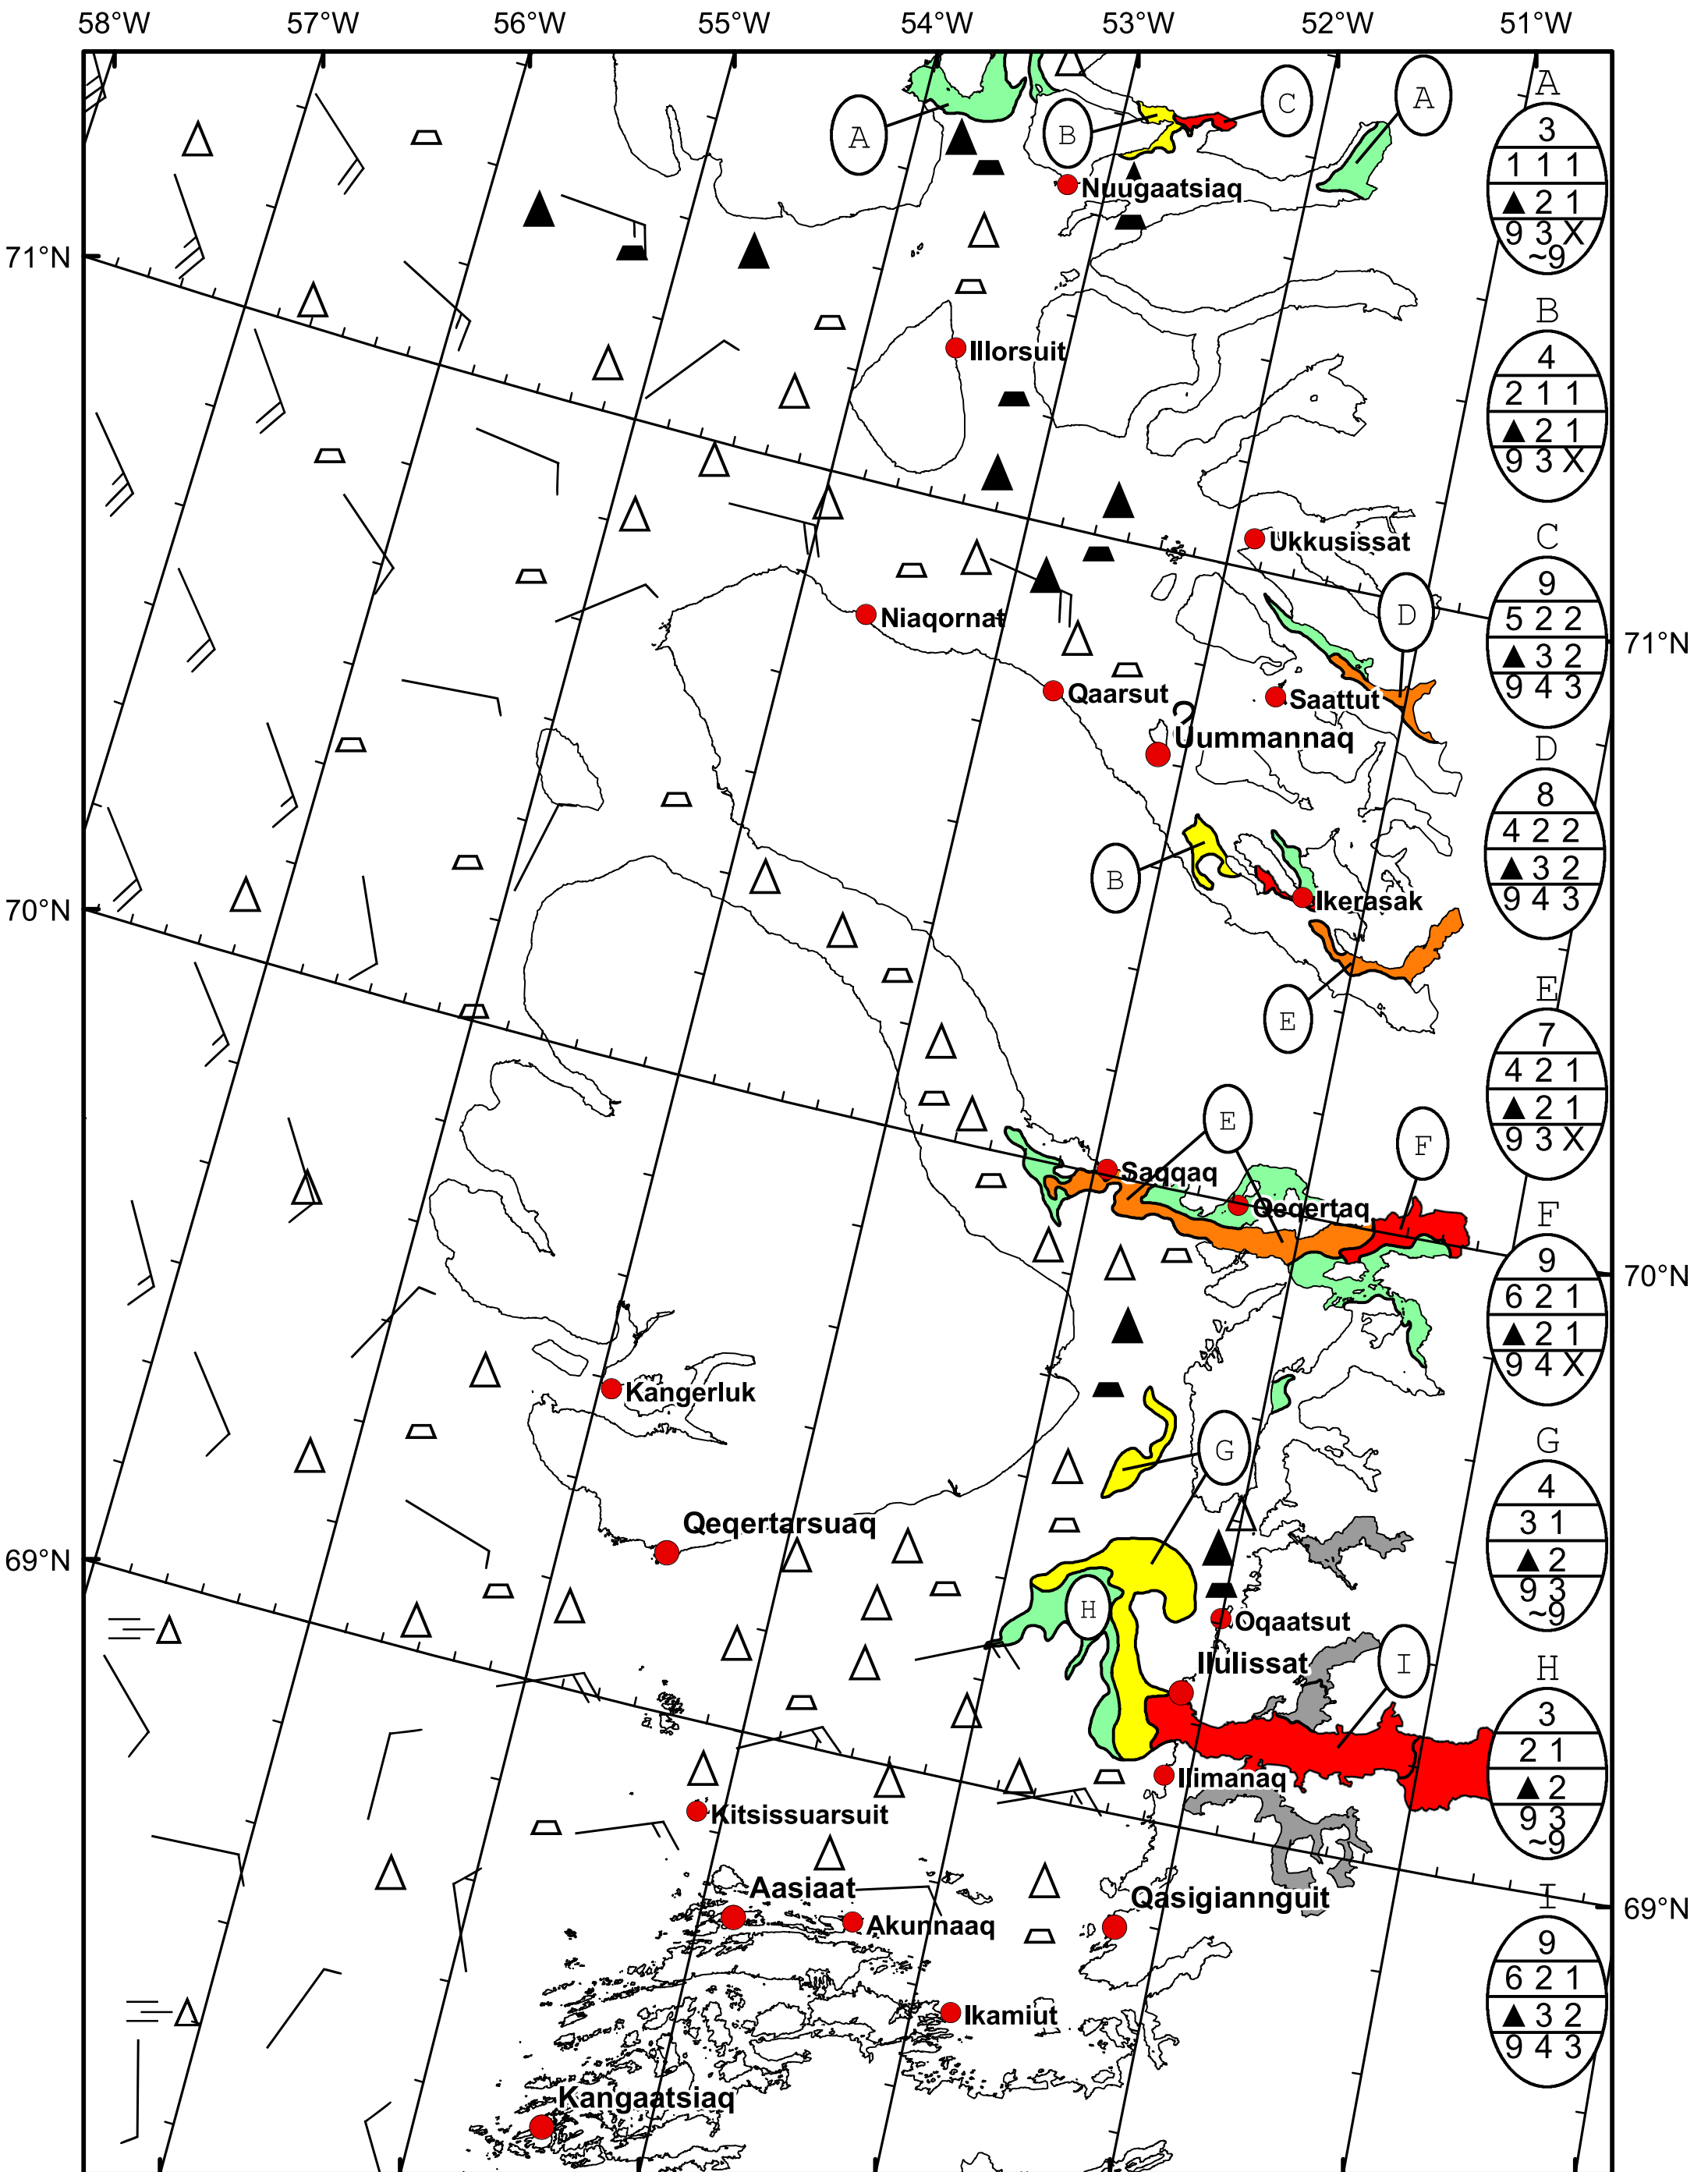 58°W 57°W 56°W 55°W 54°W 53°W 52°W 51°W
A
B
C
A
Nuugaatsiaq
71°N
Illorsuit
Ukkusissat
D
Niaqornat
71°N
Qaarsut
Saattut
?
Uummannaq
B
Ikerasak
70°N
E
E
F
Saqqaq
Qeqertaq
70°N
Kangerluk
G
Qeqertarsuaq
69°N
H
Oqaatsut
Ilulissat
I
Ilimanaq
Kitsissuarsuit
Aasiaat
Akunnaaq
Qasigiannguit
69°N
Ikamiut
Kangaatsiaq
A
3
1 1 1
▲ 2 1
9 3 X
~9
B
4
2 1 1
▲ 2 1
9 3 X
C
9
5 2 2
▲ 3 2
9 4 3
D
8
4 2 2
▲ 3 2
9 4 3
E
7
4 2 1
▲ 2 1
9 3 X
F
9
6 2 1
▲ 2 1
9 4 X
G
4
3 1
▲ 2
9 3
~9
H
3
2 1
▲ 2
9 3
~9
I
9
6 2 1
▲ 3 2
9 4 3